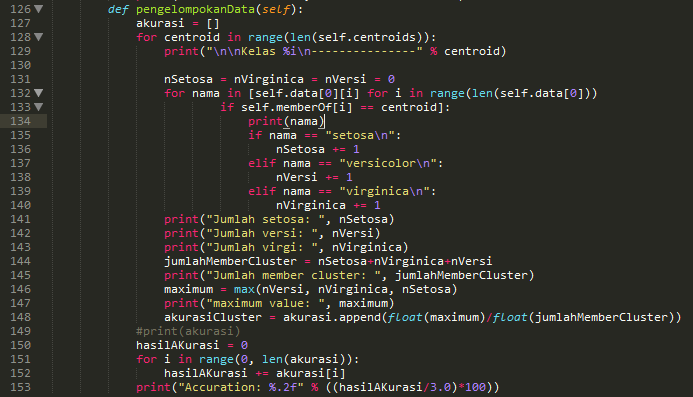 126 def pengelompokanData(self):
127 akurasi = []
128 for centroid in range(len(self.centroids)):
129 print("\n\nKelas %i\n---------------" % centroid)
130
131 nSetosa = nVirginica = nVersi = 0
132 for nama in [self.data[0][i] for i in range(len(self.data[0]))
133 if self.memberOf[i] == centroid]:
134 print(nama)
135 if nama == "setosa\n":
136 nSetosa += 1
137 elif nama == "versicolor\n":
138 nVersi += 1
139 elif nama == "virginica\n":
140 nVirginica += 1
141 print("Jumlah setosa: ", nSetosa)
142 print("Jumlah versi: ", nVersi)
143 print("Jumlah virgi: ", nVirginica)
144 jumlahMemberCluster = nSetosa+nVirginica+nVersi
145 print("Jumlah member cluster: ", jumlahMemberCluster)
146 maximum = max(nVersi, nVirginica, nSetosa)
147 print("maximum value: ", maximum)
148 akurasiCluster = akurasi.append(float(maximum)/float(jumlahMemberCluster))
149 #print(akurasi)
150 hasilAKurasi = 0
151 for i in range(0, len(akurasi)):
152 hasilAKurasi += akurasi[i]
153 print("Accuration: %.2f" % ((hasilAKurasi/3.0)*100))